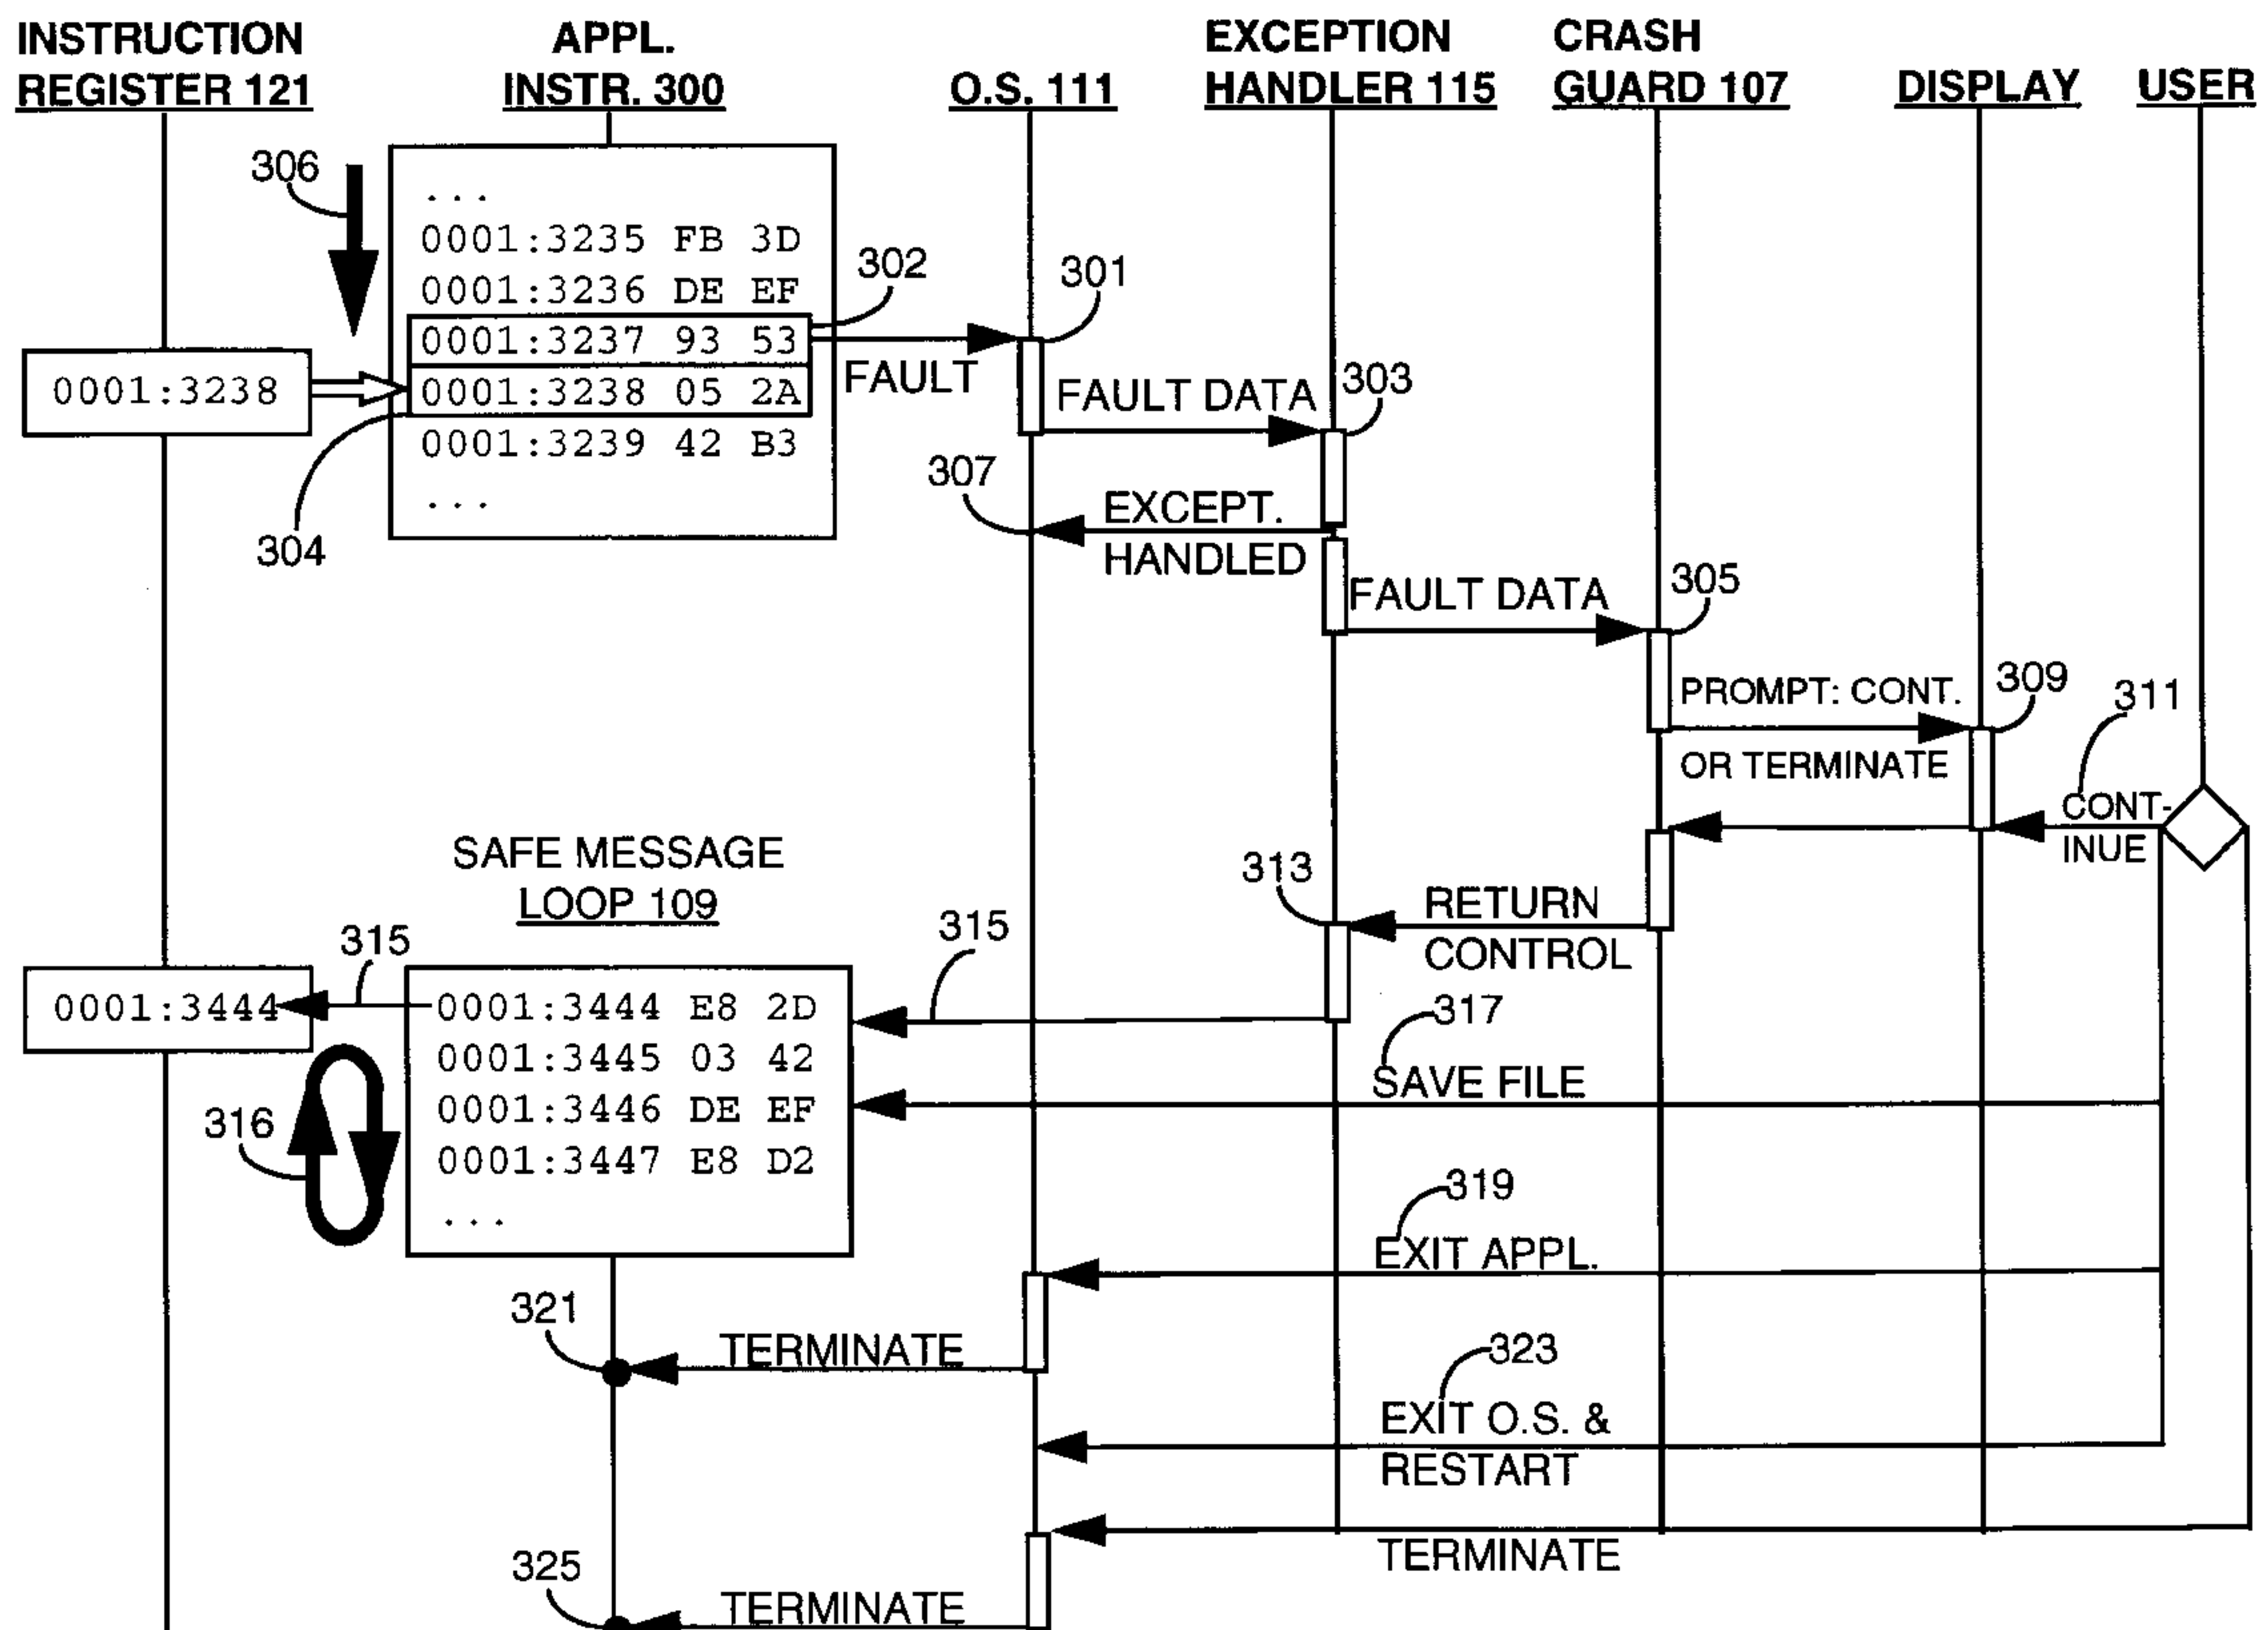 INSTRUCTION
REGISTER 121
APPL.
INSTR. 300
O.S. 111
EXCEPTION
HANDLER 115
CRASH
GUARD 107
DISPLAY
USER
306
...
0001:3235 FB 3D
0001:3236 DE EF
0001:3237 93 53
0001:3238 05 2A
0001:3239 42 B3
...
0001:3238
302
304
FAULT
301
FAULT DATA
303
307
EXCEPT.
HANDLED
FAULT DATA
305
PROMPT: CONT.
OR TERMINATE
309
311
CONT-
INUE
313
RETURN
CONTROL
SAFE MESSAGE
LOOP 109
315
315
0001:3444
0001:3444 E8 2D
0001:3445 03 42
0001:3446 DE EF
0001:3447 E8 D2
...
316
317
SAVE FILE
319
EXIT APPL.
321
TERMINATE
323
EXIT O.S. &
RESTART
TERMINATE
325
TERMINATE